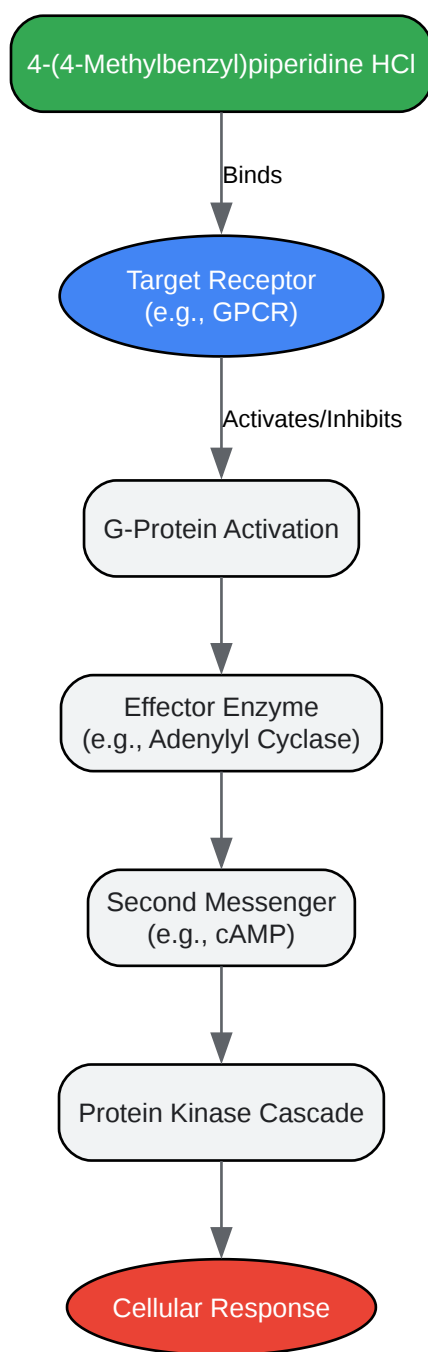 4-(4-Methylbenzyl)piperidine HCl
Binds
Target Receptor
(e.g., GPCR)
Activates/Inhibits
G-Protein Activation
Effector Enzyme
(e.g., Adenylyl Cyclase)
Second Messenger
(e.g., cAMP)
Protein Kinase Cascade
Cellular Response